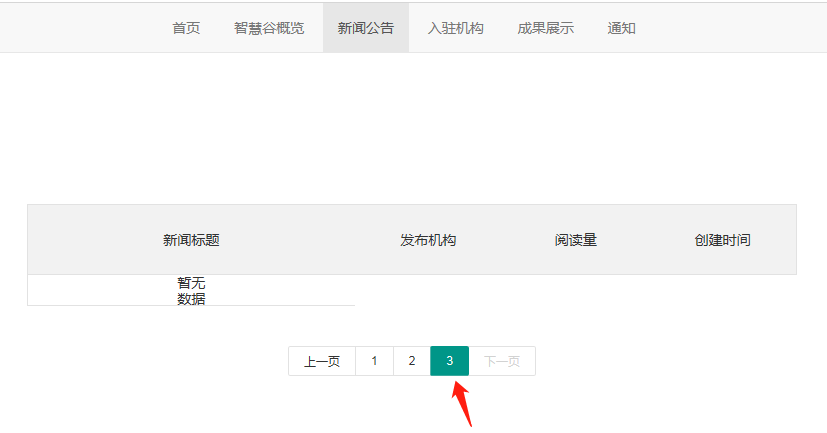 首页 智慧谷概览 新闻公告 入驻机构 成果展示 通知
新闻标题 发布机构 阅读量 创建时间
暂无
数据
上一页 1 2 3 下一页